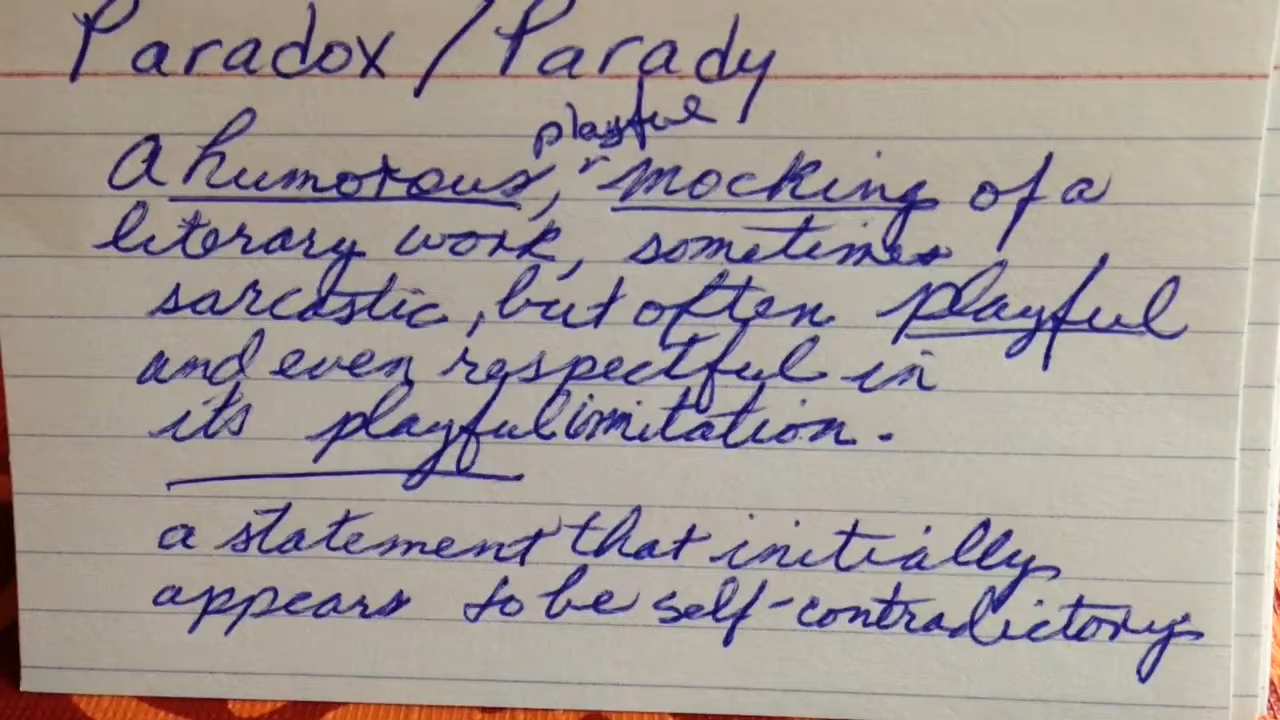 Paradox / Parady
playful
a humorous, mocking of a
literary work, sometimes
sarcastic, but often playful
and even respectful in
its playful imitation.
a statement that initially
appears to be self-contradictory